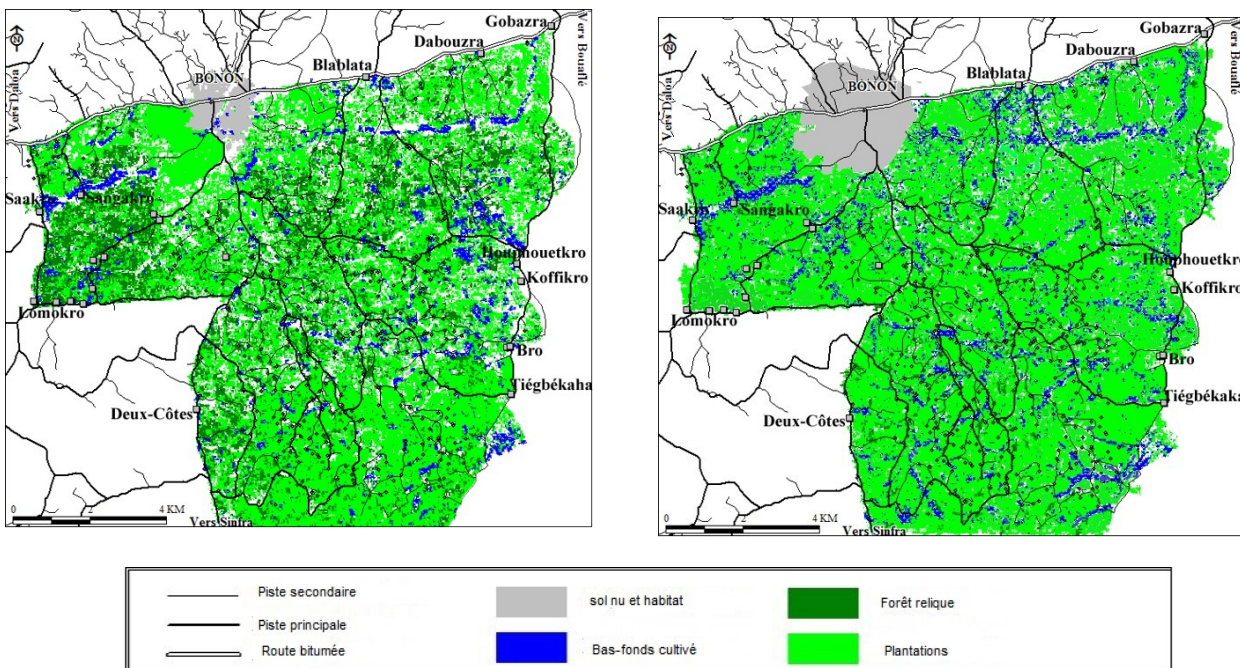 Gobazra
Dabouzra
Vers Bouaflé
Blablata
BONON
Vers Daloa
Saakro
Sangakro
Houphouetkro
Koffikro
Lomokro
Bro
Tiégbékaha
Deux-Côtes
0 2 4 KM
Vers Sinfra
Gobazra
Dabouzra
Vers Bouaflé
Blablata
BONON
Vers Daloa
Sangakro
Houphouetkro
Koffikro
Lomokro
Bro
Tiégbékaha
Deux-Côtes
0 2 4 KM
Vers Sinfra
Piste secondaire
Piste principale
Route bitumée
sol nu et habitat
Bas-fonds cultivé
Forêt relique
Plantations